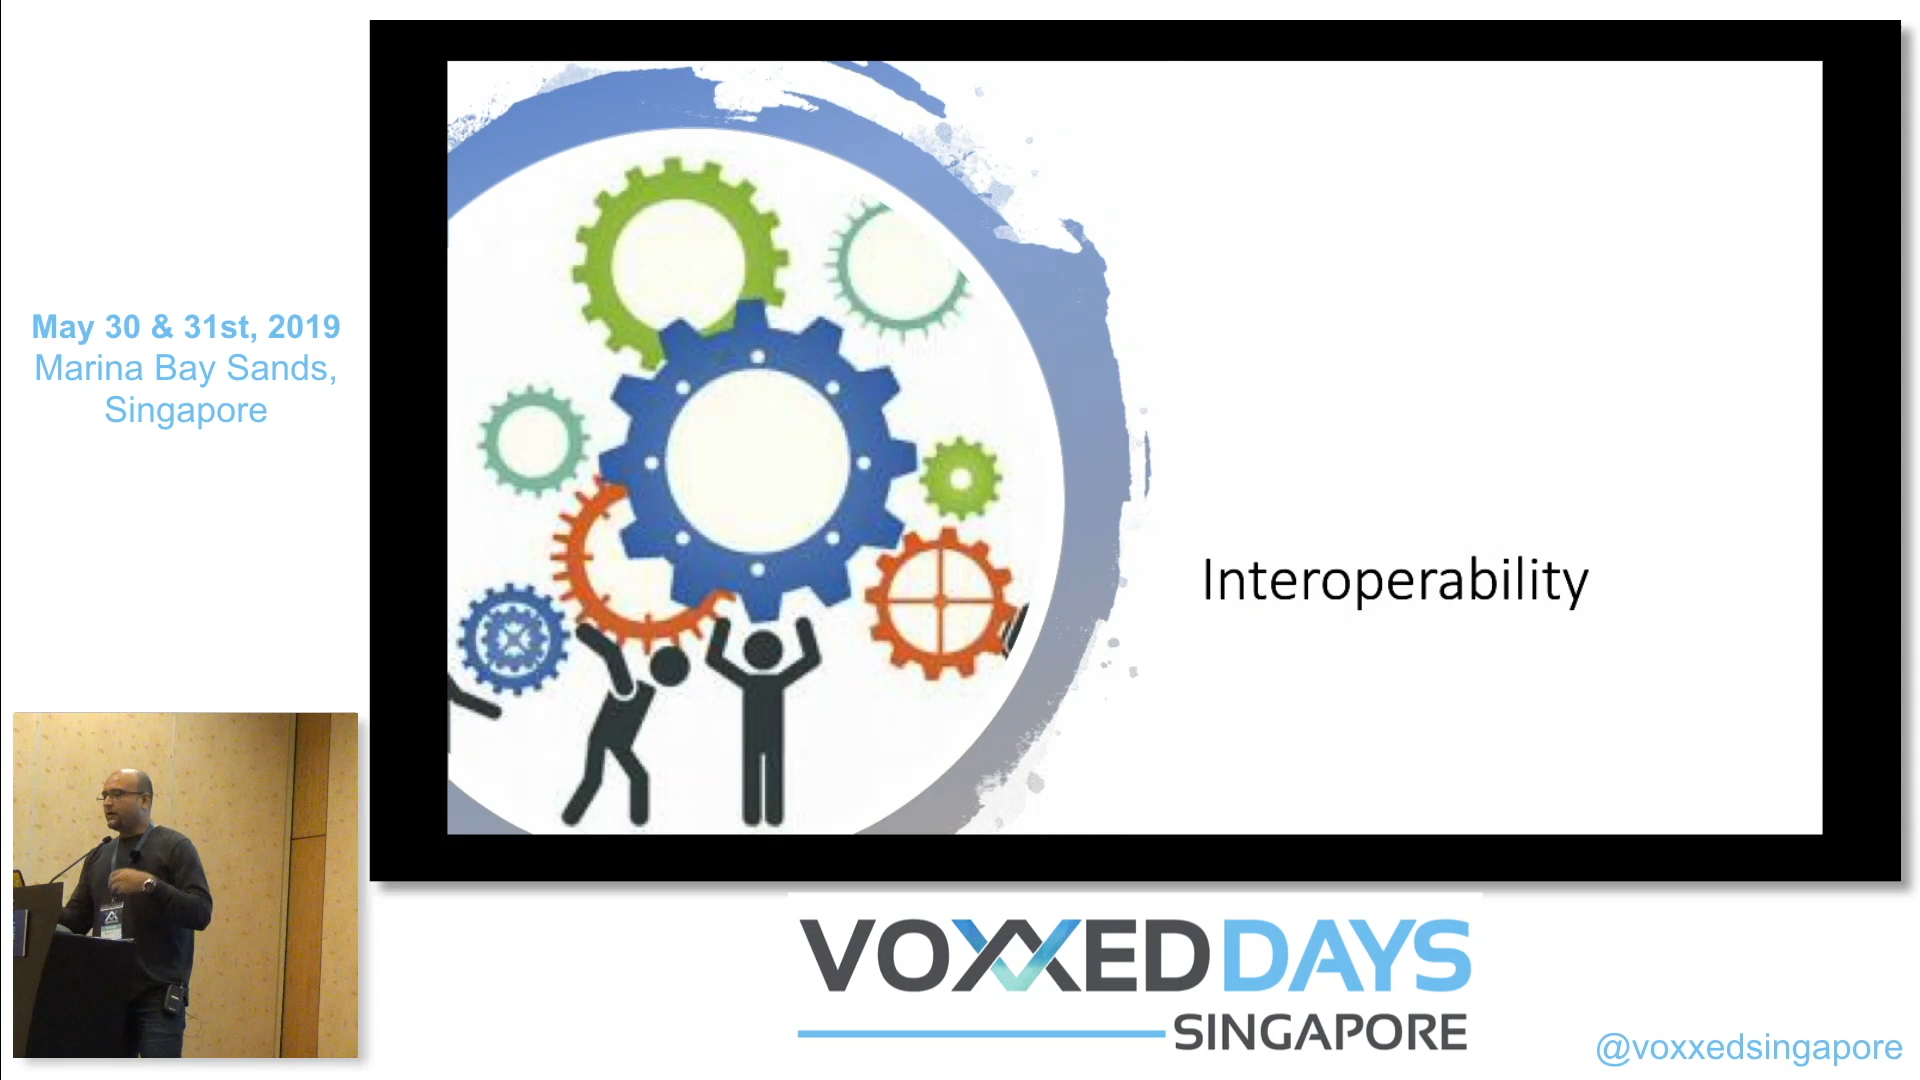 May 30 & 31st, 2019
Marina Bay Sands,
Singapore
Interoperability
VOXXED DAYS
SINGAPORE
@voxxedsingapore